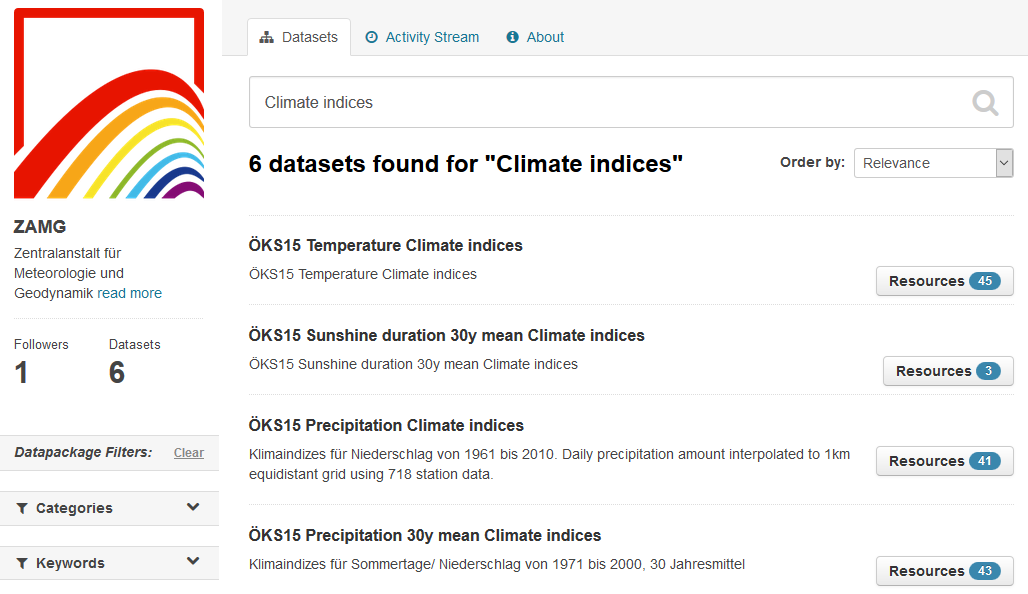 Datasets
Activity Stream
About
Climate indices
6 datasets found for "Climate indices"
Order by:
Relevance
ZAMG
Zentralanstalt für
Meteorologie und
Geodynamik read more
Followers
Datasets
1
6
Datapackage Filters:
Clear
Categories
Keywords
ÖKS15 Temperature Climate indices
ÖKS15 Temperature Climate indices
Resources 45
ÖKS15 Sunshine duration 30y mean Climate indices
ÖKS15 Sunshine duration 30y mean Climate indices
Resources 3
ÖKS15 Precipitation Climate indices
Klimaindizes für Niederschlag von 1961 bis 2010. Daily precipitation amount interpolated to 1km
equidistant grid using 718 station data.
Resources 41
ÖKS15 Precipitation 30y mean Climate indices
Klimaindizes für Sommertage/ Niederschlag von 1971 bis 2000, 30 Jahresmittel
Resources 43